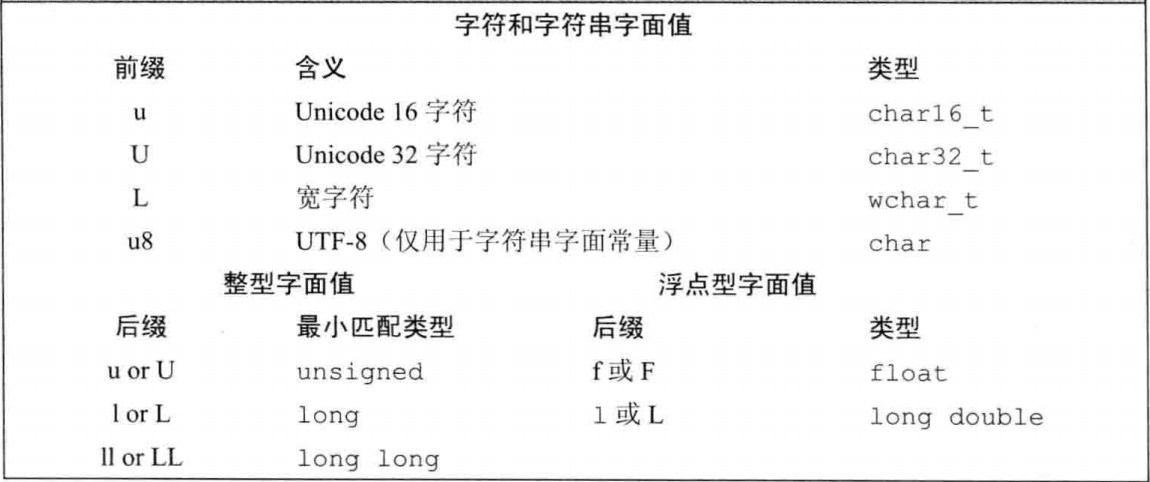 字符和字符串字面值
前缀 含义 类型
u Unicode 16 字符 char16_t
U Unicode 32 字符 char32_t
L 宽字符 wchar_t
u8 UTF-8（仅用于字符串字面常量） char
整型字面值 浮点型字面值
后缀 最小匹配类型 后缀 类型
u or U unsigned f 或 F float
l or L long l 或 L long double
ll or LL long long